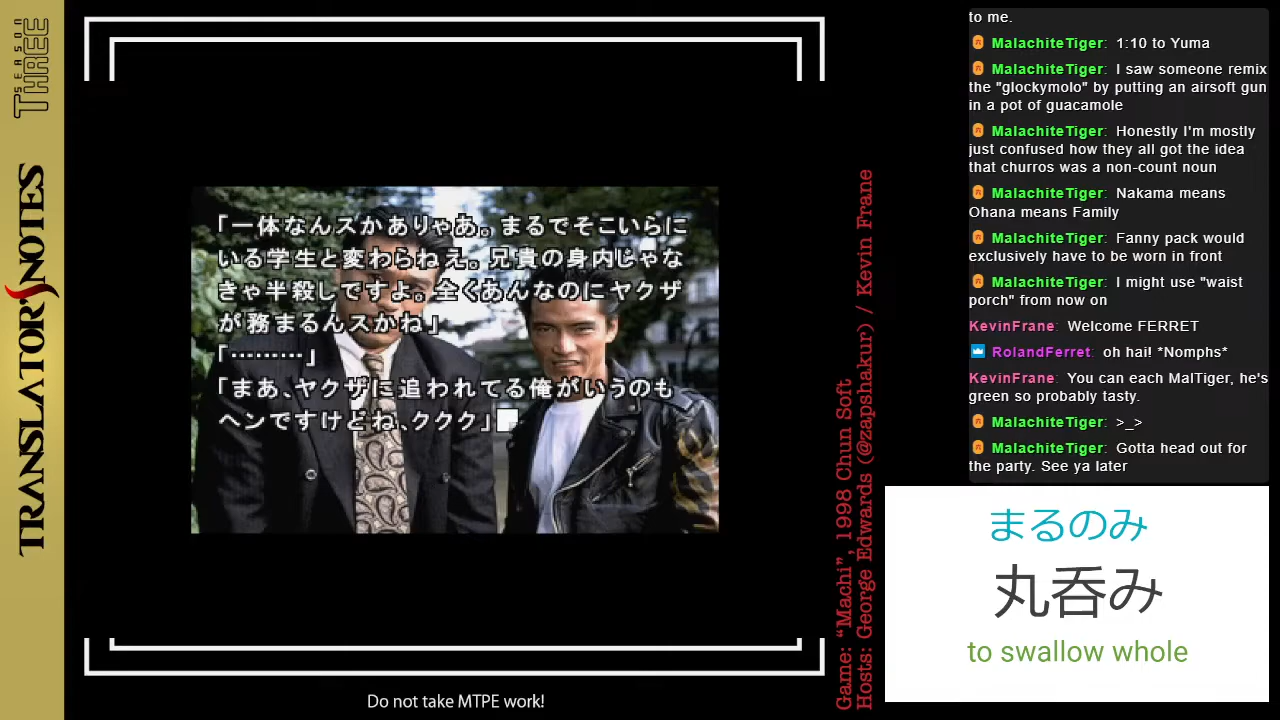 SEASON
THREE
TRANSLATORS NOTES
「一体なんスかありゃあ。まるでそこいらに
いる学生と変わらねえ。兄貴の身内じゃな
きゃ半殺しですよ。全くあんなのにヤクザ
が務まるんスかね」
「………」
「まあ、ヤクザに追われてる俺がいうのも
ヘンですけどね、ククク」
Do not take MTPE work!
Game: “Machi”, 1998 Chun Soft
Hosts: George Edwards (@zapshakur) / Kevin Frane
to me.
MalachiteTiger: 1:10 to Yuma
MalachiteTiger: I saw someone remix
the "glockymolo" by putting an airsoft gun
in a pot of guacamole
MalachiteTiger: Honestly I'm mostly
just confused how they all got the idea
that churros was a non-count noun
MalachiteTiger: Nakama means
Ohana means Family
MalachiteTiger: Fanny pack would
exclusively have to be worn in front
MalachiteTiger: I might use "waist
porch" from now on
KevinFrane: Welcome FERRET
RolandFerret: oh hai! *Nomphs*
KevinFrane: You can each MalTiger, he's
green so probably tasty.
MalachiteTiger: >_>
MalachiteTiger: Gotta head out for
the party. See ya later
まるのみ
丸呑み
to swallow whole